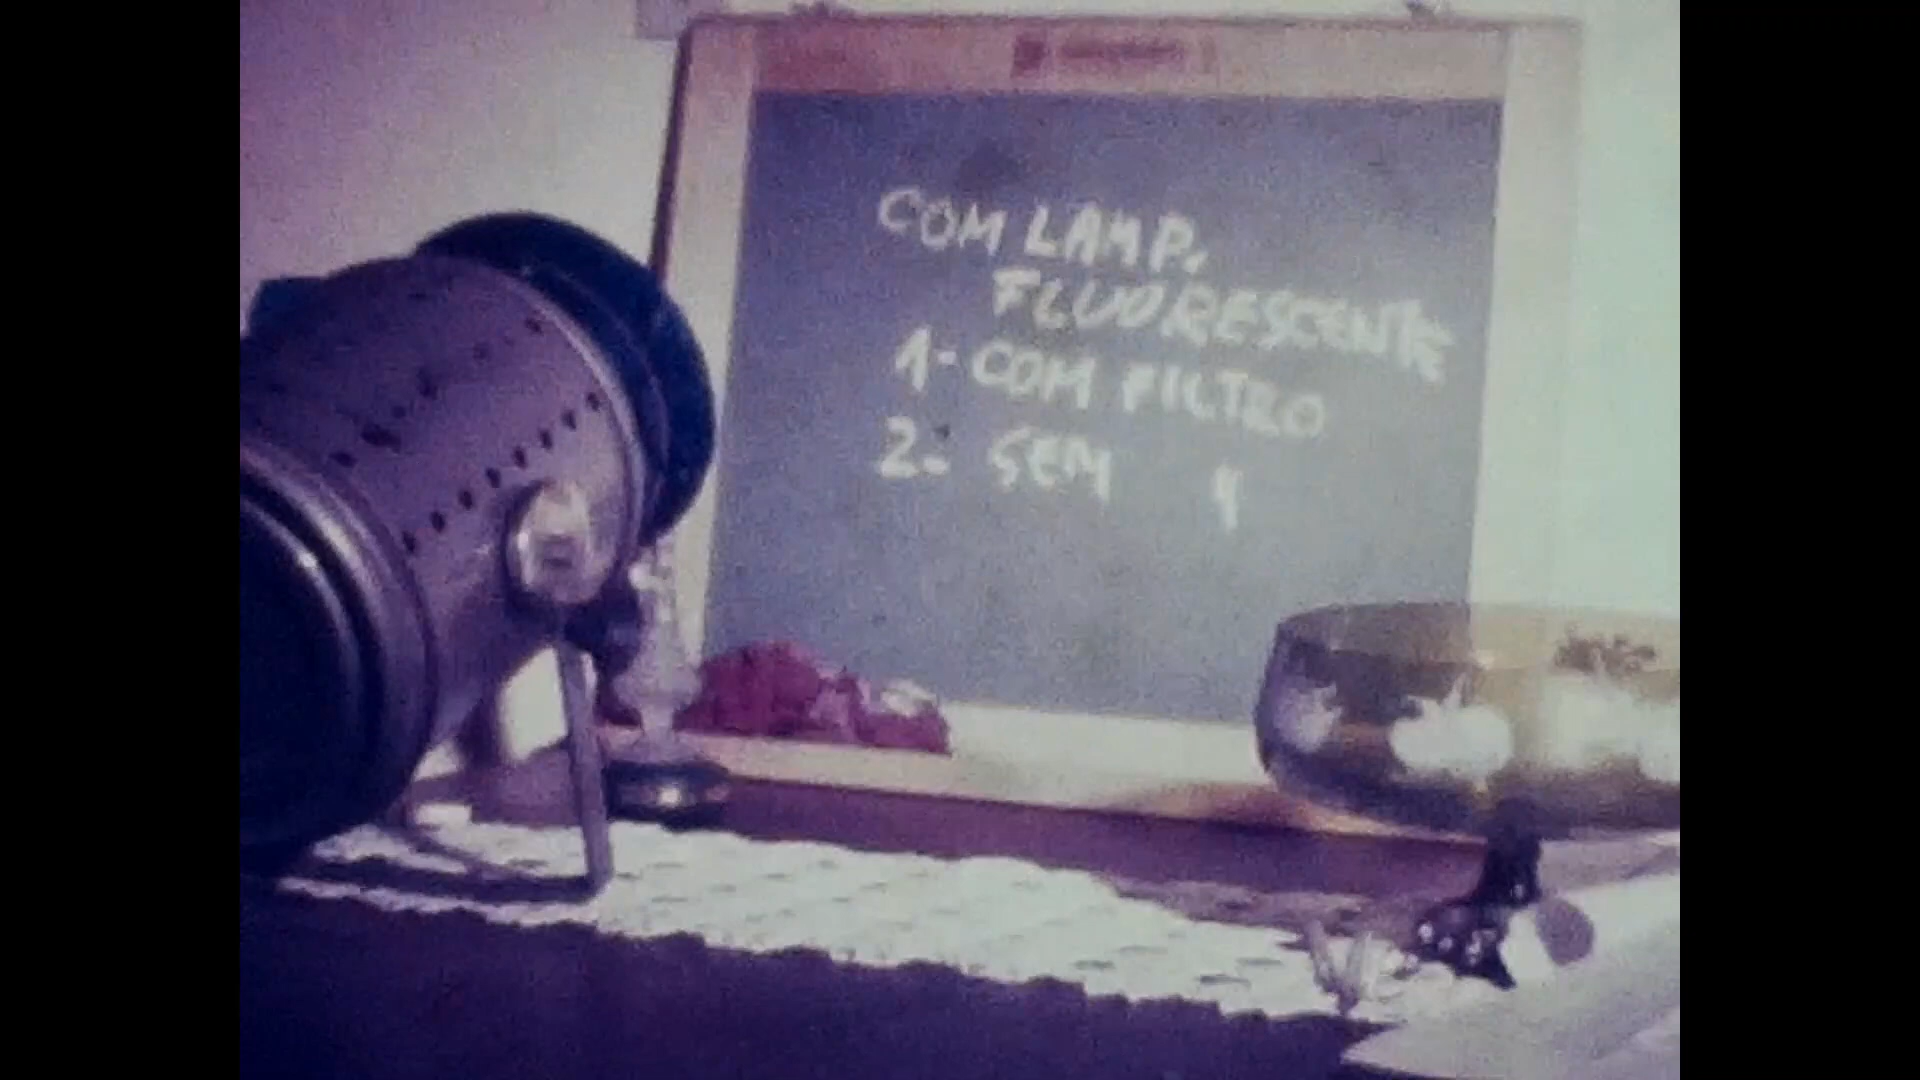 COM LAMP.
FLUORESCENTE
1- COM FILTRO
2- SEM "